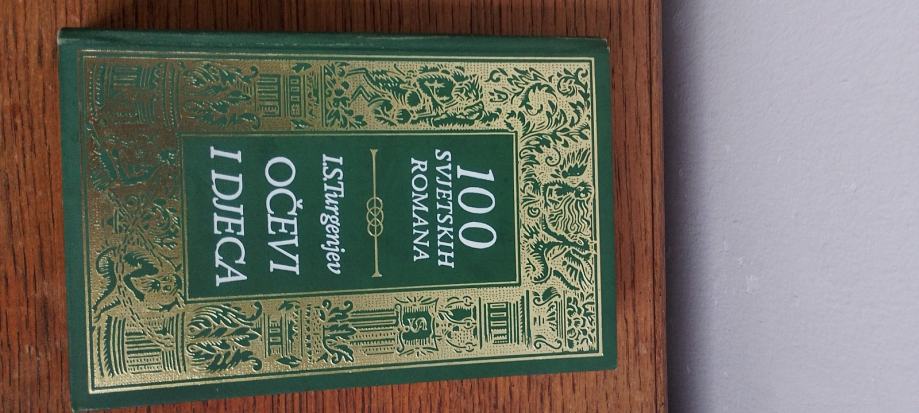 100
SVJETSKIH
ROMANA
I.S.Turgenjev
OČEVI
I DJECA